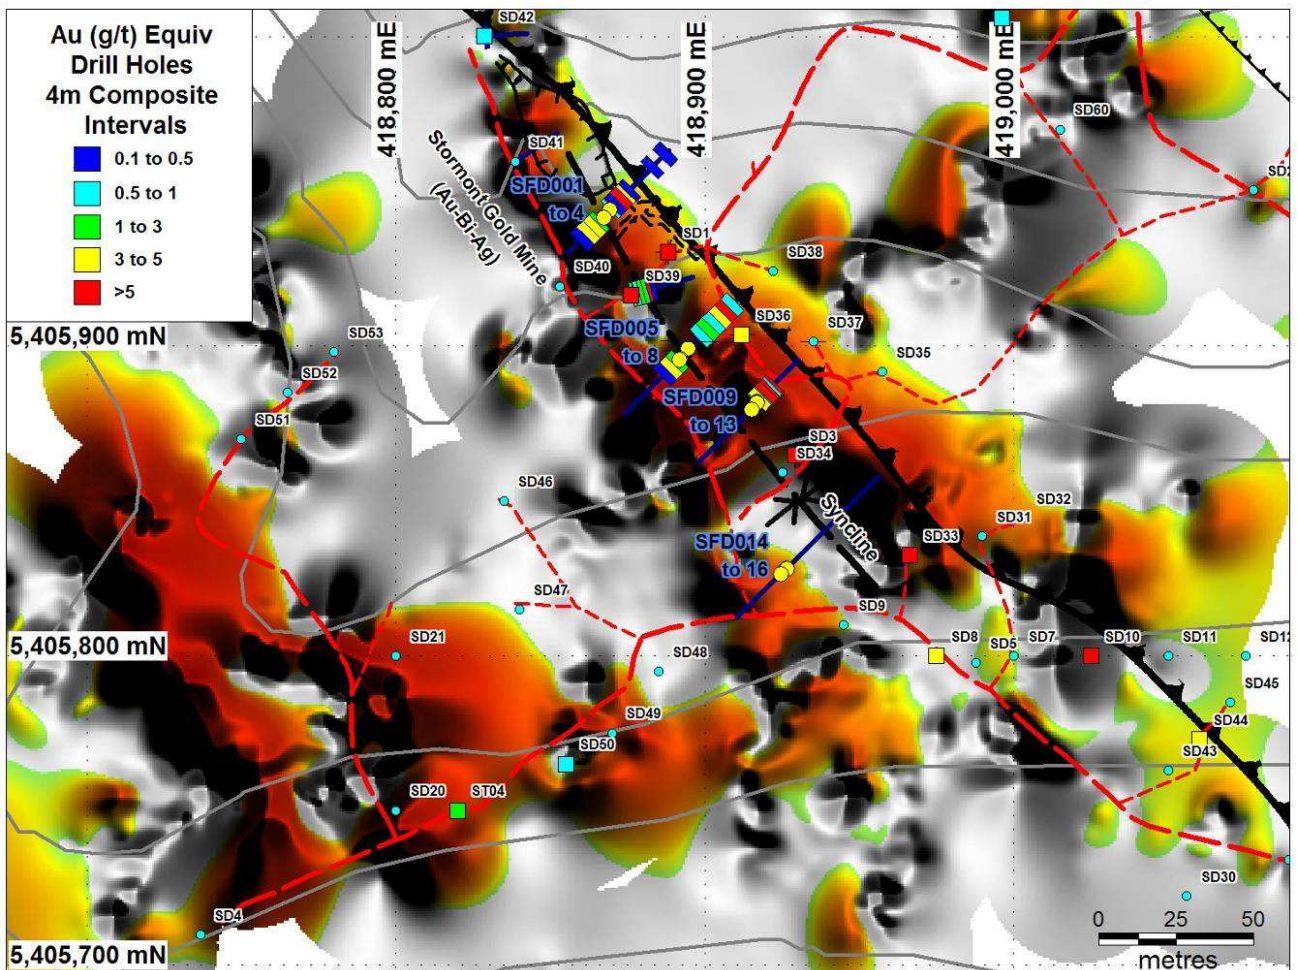 Au (g/t) Equiv
Drill Holes
4m Composite
Intervals
0.1 to 0.5
0.5 to 1
1 to 3
3 to 5
>5
418,800 mE
418,900 mE
419,000 mE
5,405,900 mN
5,405,800 mN
5,405,700 mN
Stormont Gold Mine
(Au-Bi-Ag)
Syncline
SFD001
to 4
SFD005
to 8
SFD009
to 13
SFD014
to 16
SD42
SD41
SD60
SD1
SD38
SD40
SD39
SD36
SD37
SD35
SD53
SD52
SD51
SD3
SD34
SD46
SD32
SD31
SD33
SD47
SD9
SD21
SD48
SD8
SD5
SD7
SD10
SD11
SD12
SD45
SD49
SD44
SD50
SD43
SD20
ST04
SD30
SD4
0
25
50
metres